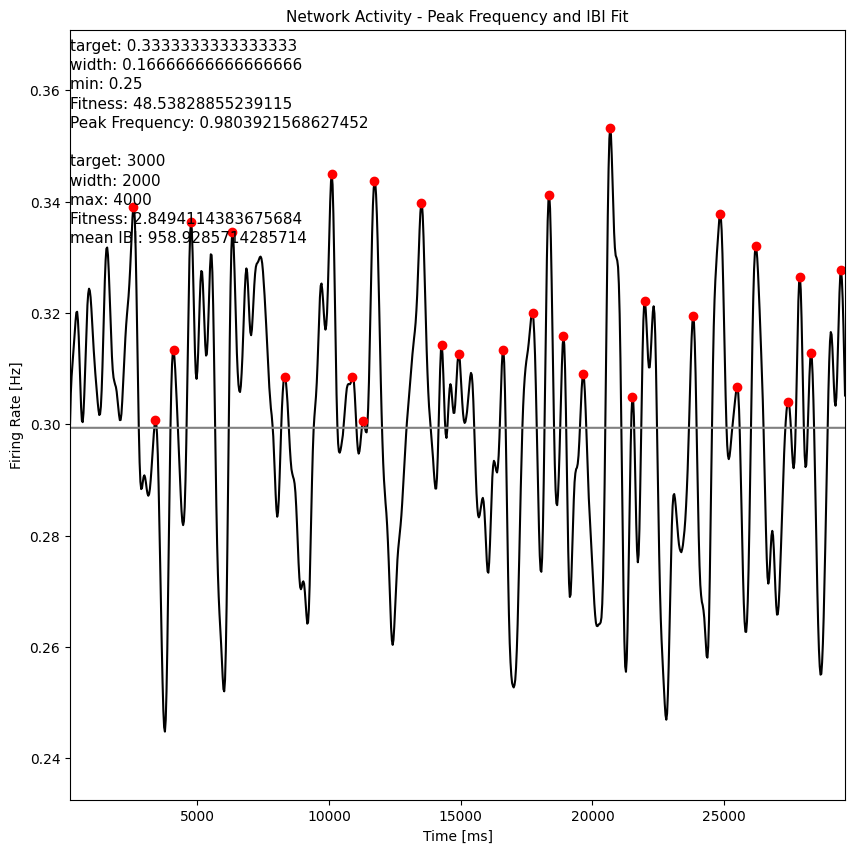 Network Activity - Peak Frequency and IBI Fit
target: 0.3333333333333333
width: 0.16666666666666666
min: 0.25
Fitness: 48.53828855239115
Peak Frequency: 0.9803921568627452
target: 3000
width: 2000
max: 4000
Fitness: 2.8494114383675684
mean IBI: 958.9285714285714
0.36
0.34
0.32
0.30
0.28
0.26
0.24
Firing Rate [Hz]
5000 10000 15000 20000 25000
Time [ms]